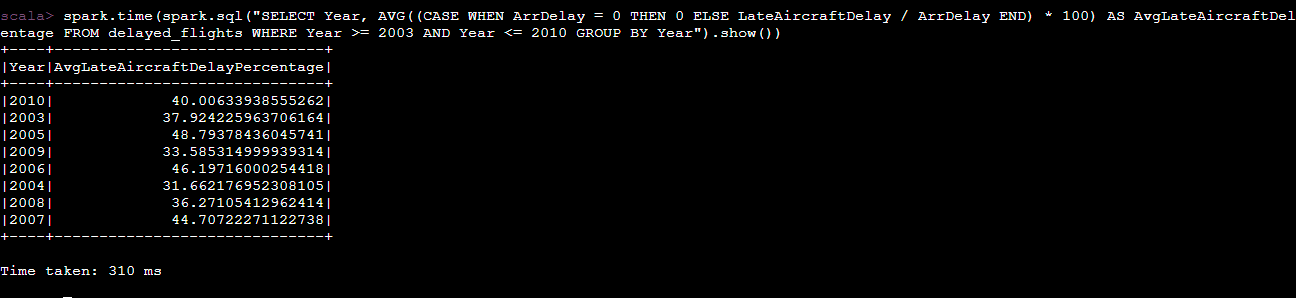 scala> spark.time(spark.sql("SELECT Year, AVG((CASE WHEN ArrDelay = 0 THEN 0 ELSE LateAircraftDelay / ArrDelay END) * 100) AS AvgLateAircraftDel
entage FROM delayed_flights WHERE Year >= 2003 AND Year <= 2010 GROUP BY Year").show())
+----+-----------------------------+
|Year|AvgLateAircraftDelayPercentage|
+----+-----------------------------+
|2010| 40.00633938555262|
|2003| 37.924225963706164|
|2005| 48.79378436045741|
|2009| 33.585314999939314|
|2006| 46.19716000254418|
|2004| 31.662176952308105|
|2008| 36.27105412962414|
|2007| 44.70722271122738|
+----+-----------------------------+
Time taken: 310 ms